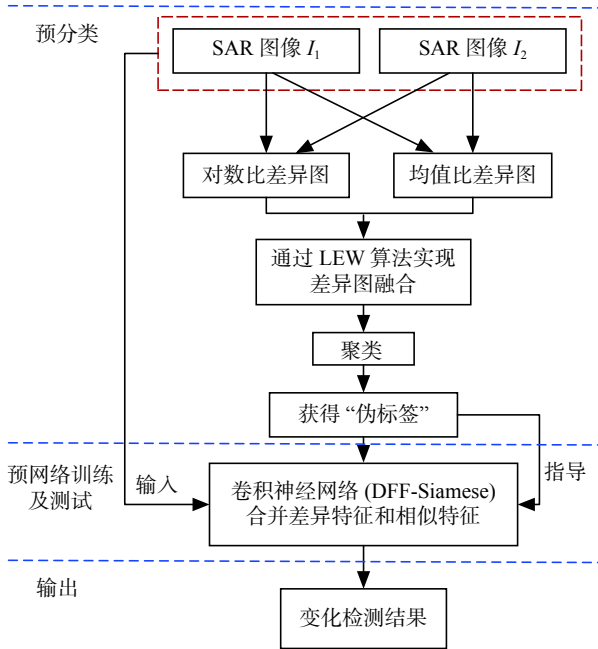 预分类
SAR 图像 I₁
SAR 图像 I₂
对数比差异图
均值比差异图
通过 LEW 算法实现
差异图融合
聚类
获得 “伪标签”
预网络训练
及测试
输入
卷积神经网络 (DFF-Siamese)
合并差异特征和相似特征
指导
输出
变化检测结果